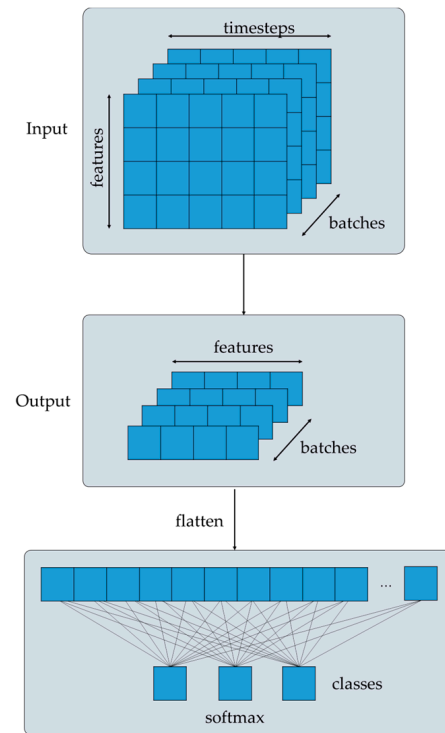 timesteps
Input
features
batches
features
Output
batches
flatten
...
classes
softmax